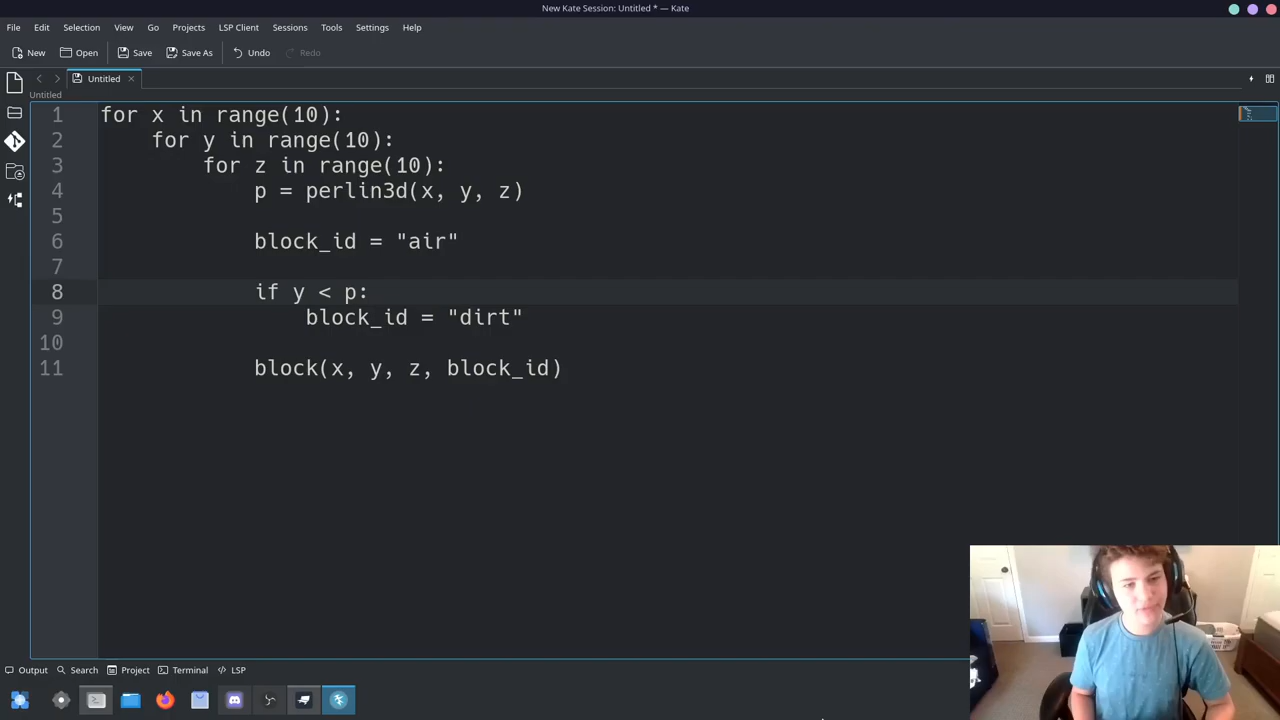 New Kate Session: Untitled * — Kate
File Edit Selection View Go Projects LSP Client Sessions Tools Settings Help
New Open Save Save As Undo Redo
Untitled
Untitled
1 for x in range(10):
2     for y in range(10):
3         for z in range(10):
4             p = perlin3d(x, y, z)
5
6             block_id = "air"
7
8             if y < p:
9                 block_id = "dirt"
10
11             block(x, y, z, block_id)
Output Search Project Terminal LSP